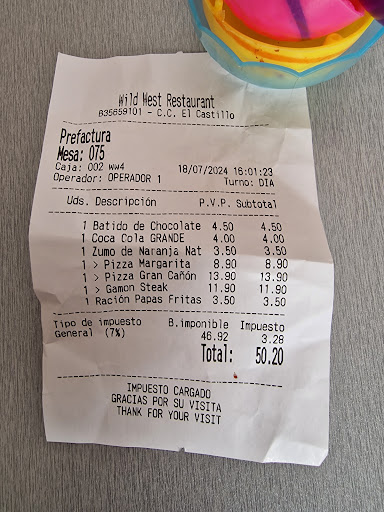 Wild West Restaurant
B35659101 - C.C. El Castillo
Prefactura
Mesa: 075
Caja: 002 ww4 18/07/2024 16:01:23
Operador: OPERADOR 1 Turno: DIA
Uds. Descripción P.V.P. Subtotal
1 Batido de Chocolate 4.50 4.50
1 Coca Cola GRANDE 4.00 4.00
1 Zumo de Naranja Nat 3.50 3.50
1 > Pizza Margarita 8.90 8.90
1 > Pizza Gran Cañón 13.90 13.90
1 > Gamon Steak 11.90 11.90
1 Ración Papas Fritas 3.50 3.50
Tipo de impuesto B.imponible Impuesto
General (7%) 46.92 3.28
Total: 50.20
IMPUESTO CARGADO
GRACIAS POR SU VISITA
THANK FOR YOUR VISIT